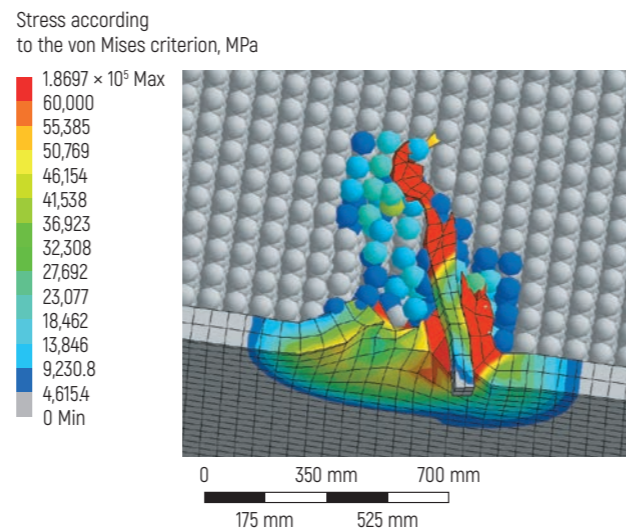 Stress according
to the von Mises criterion, MPa
1.8697 × 10⁵ Max
60,000
55,385
50,769
46,154
41,538
36,923
32,308
27,692
23,077
18,462
13,846
9,230.8
4,615.4
0 Min
0 350 mm 700 mm
175 mm 525 mm